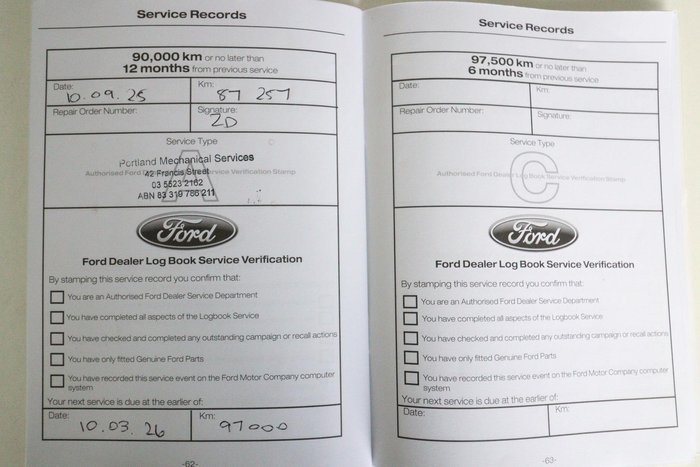 Service Records
90,000 km or no later than
12 months from previous service
Date: 10.09.25 Km: 87 257
Repair Order Number: Signature: ZD
Service Type
A
Portland Mechanical Services
Authorised Ford Service Verification Stamp
42 Francis Street
03 5523 2162
ABN 83 319 786 211
Ford
Ford Dealer Log Book Service Verification
By stamping this service record you confirm that:
You are an Authorised Ford Dealer Service Department
You have completed all aspects of the Logbook Service
You have checked and completed any outstanding campaign or recall actions
You have only fitted Genuine Ford Parts
You have recorded this service event on the Ford Motor Company computer
system
Your next service is due at the earlier of:
Date: 10.03.26 Km: 97000
-62-
Service Records
97,500 km or no later than
6 months from previous service
Date: Km:
Repair Order Number: Signature:
Service Type
C
Authorised Ford Dealer Log Book Service Verification Stamp
Ford
Ford Dealer Log Book Service Verification
By stamping this service record you confirm that:
You are an Authorised Ford Dealer Service Department
You have completed all aspects of the Logbook Service
You have checked and completed any outstanding campaign or recall actions
You have only fitted Genuine Ford Parts
You have recorded this service event on the Ford Motor Company computer
system
Your next service is due at the earlier of:
Date: Km:
-63-